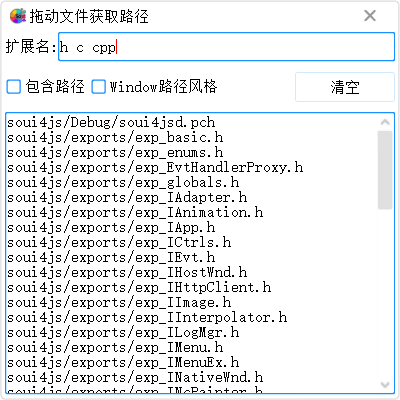 拖动文件获取路径
扩展名:h c cpp
包含路径 Window路径风格 清空
soui4js/Debug/soui4jsd.pch
soui4js/exports/exp_basic.h
soui4js/exports/exp_enums.h
soui4js/exports/exp_EvtHandlerProxy.h
soui4js/exports/exp_globals.h
soui4js/exports/exp_IAdapter.h
soui4js/exports/exp_IAnimation.h
soui4js/exports/exp_IApp.h
soui4js/exports/exp_ICtrls.h
soui4js/exports/exp_IEvt.h
soui4js/exports/exp_IHostWnd.h
soui4js/exports/exp_IHttpClient.h
soui4js/exports/exp_IImage.h
soui4js/exports/exp_IInterpolator.h
soui4js/exports/exp_ILogMgr.h
soui4js/exports/exp_IMenu.h
soui4js/exports/exp_IMenuEx.h
soui4js/exports/exp_INativeWnd.h